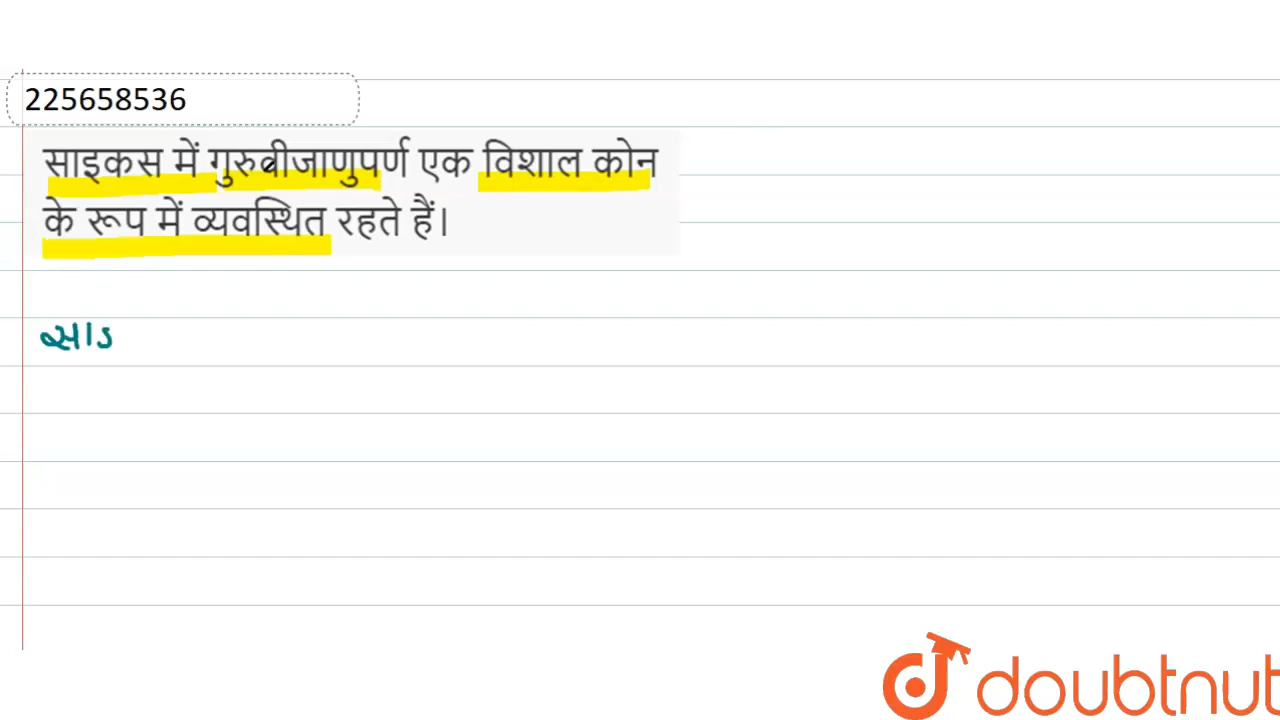 225658536
साइकस में गुरुबीजाणुपर्ण एक विशाल कोन
के रूप में व्यवस्थित रहते हैं।
साइ
doubtnut